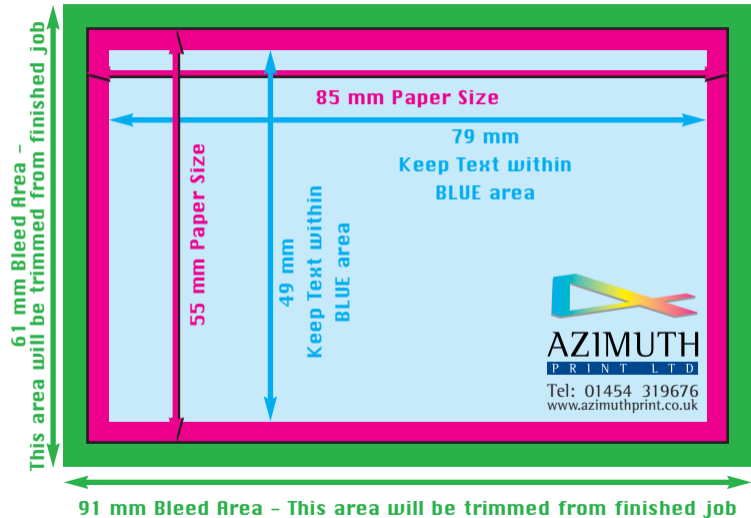 61 mm Bleed Area -
This area will be trimmed from finished job
85 mm Paper Size
79 mm
Keep Text within
BLUE area
55 mm Paper Size
49 mm
Keep Text within
BLUE area
AZIMUTH
PRINT LTD
Tel: 01454 319676
www.azimuthprint.co.uk
91 mm Bleed Area - This area will be trimmed from finished job